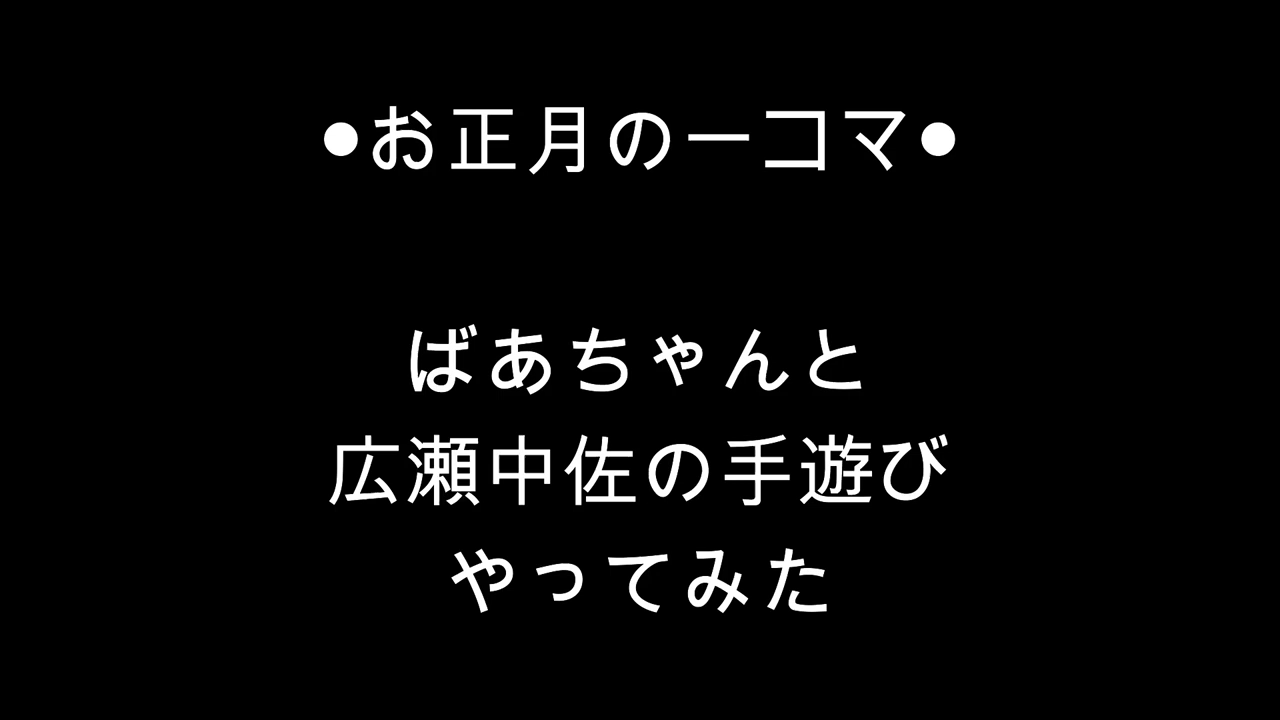 ●お正月の一コマ●
ばあちゃんと
広瀬中佐の手遊び
やってみた